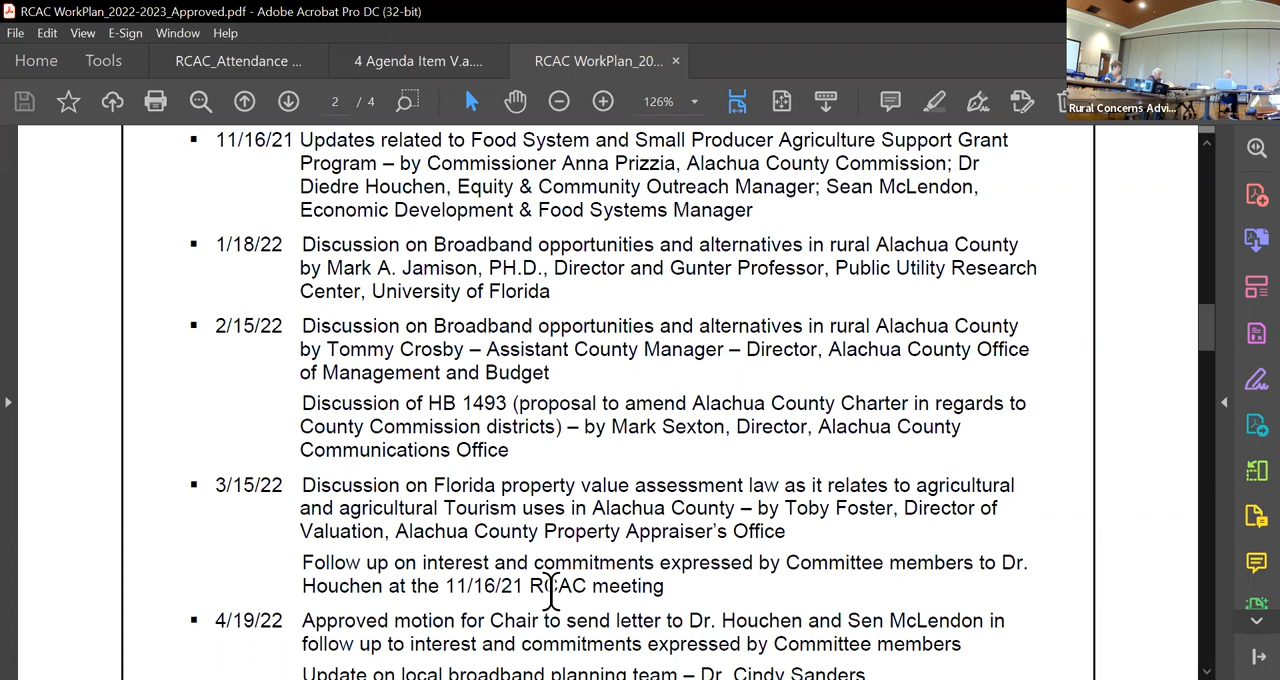 RCAC WorkPlan_2022-2023_Approved.pdf - Adobe Acrobat Pro DC (32-bit)
File Edit View E-Sign Window Help
Home Tools RCAC_Attendance ... 4 Agenda Item V.a.... RCAC WorkPlan_20... ×
2 / 4 126%
Rural Concerns Advi...
▪ 11/16/21 Updates related to Food System and Small Producer Agriculture Support Grant
Program – by Commissioner Anna Prizzia, Alachua County Commission; Dr
Diedre Houchen, Equity & Community Outreach Manager; Sean McLendon,
Economic Development & Food Systems Manager
▪ 1/18/22 Discussion on Broadband opportunities and alternatives in rural Alachua County
by Mark A. Jamison, PH.D., Director and Gunter Professor, Public Utility Research
Center, University of Florida
▪ 2/15/22 Discussion on Broadband opportunities and alternatives in rural Alachua County
by Tommy Crosby – Assistant County Manager – Director, Alachua County Office
of Management and Budget
Discussion of HB 1493 (proposal to amend Alachua County Charter in regards to
County Commission districts) – by Mark Sexton, Director, Alachua County
Communications Office
▪ 3/15/22 Discussion on Florida property value assessment law as it relates to agricultural
and agricultural Tourism uses in Alachua County – by Toby Foster, Director of
Valuation, Alachua County Property Appraiser's Office
Follow up on interest and commitments expressed by Committee members to Dr.
Houchen at the 11/16/21 RCAC meeting
▪ 4/19/22 Approved motion for Chair to send letter to Dr. Houchen and Sen McLendon in
follow up to interest and commitments expressed by Committee members
Update on local broadband planning team – Dr. Cindy Sanders